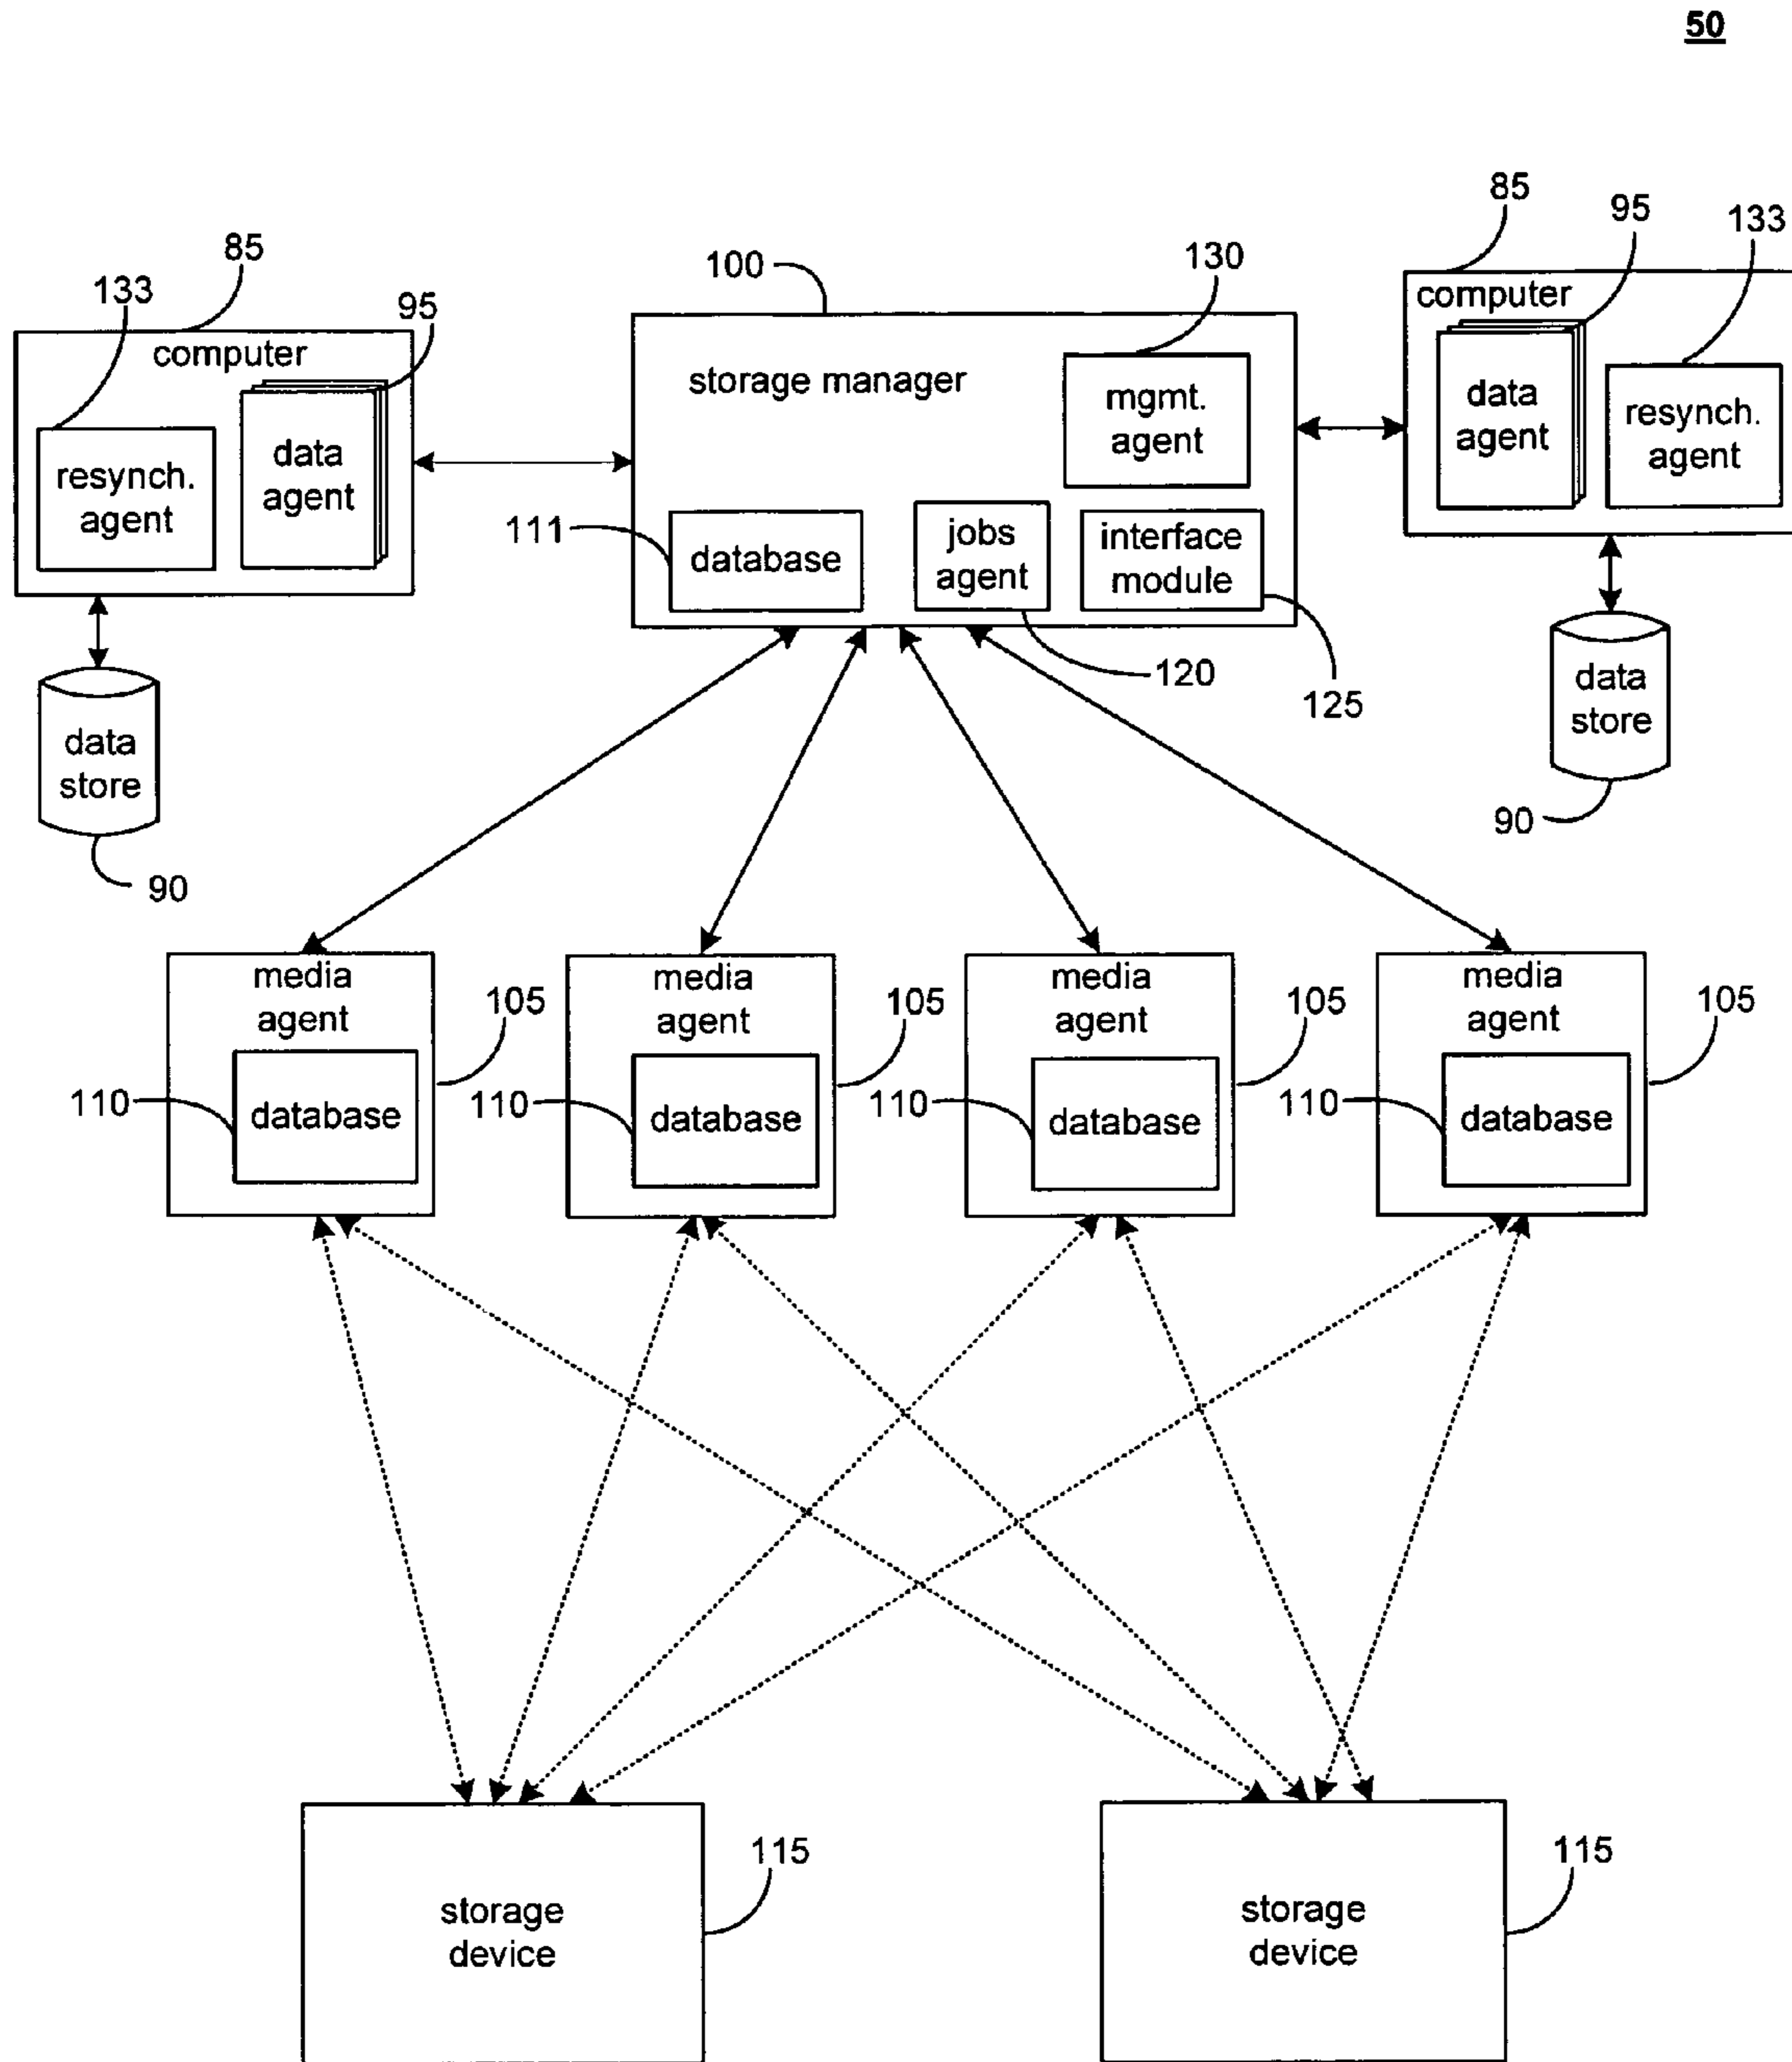 50
85
95
133
85
100
130
133
95
computer
computer
storage manager
mgmt.
agent
data
agent
resynch.
agent
resynch.
agent
data
agent
111
database
jobs
agent
interface
module
120
125
data
store
data
store
90
90
media
agent
media
agent
media
agent
media
agent
105
105
105
105
110
database
110
database
110
database
110
database
115
115
storage
device
storage
device